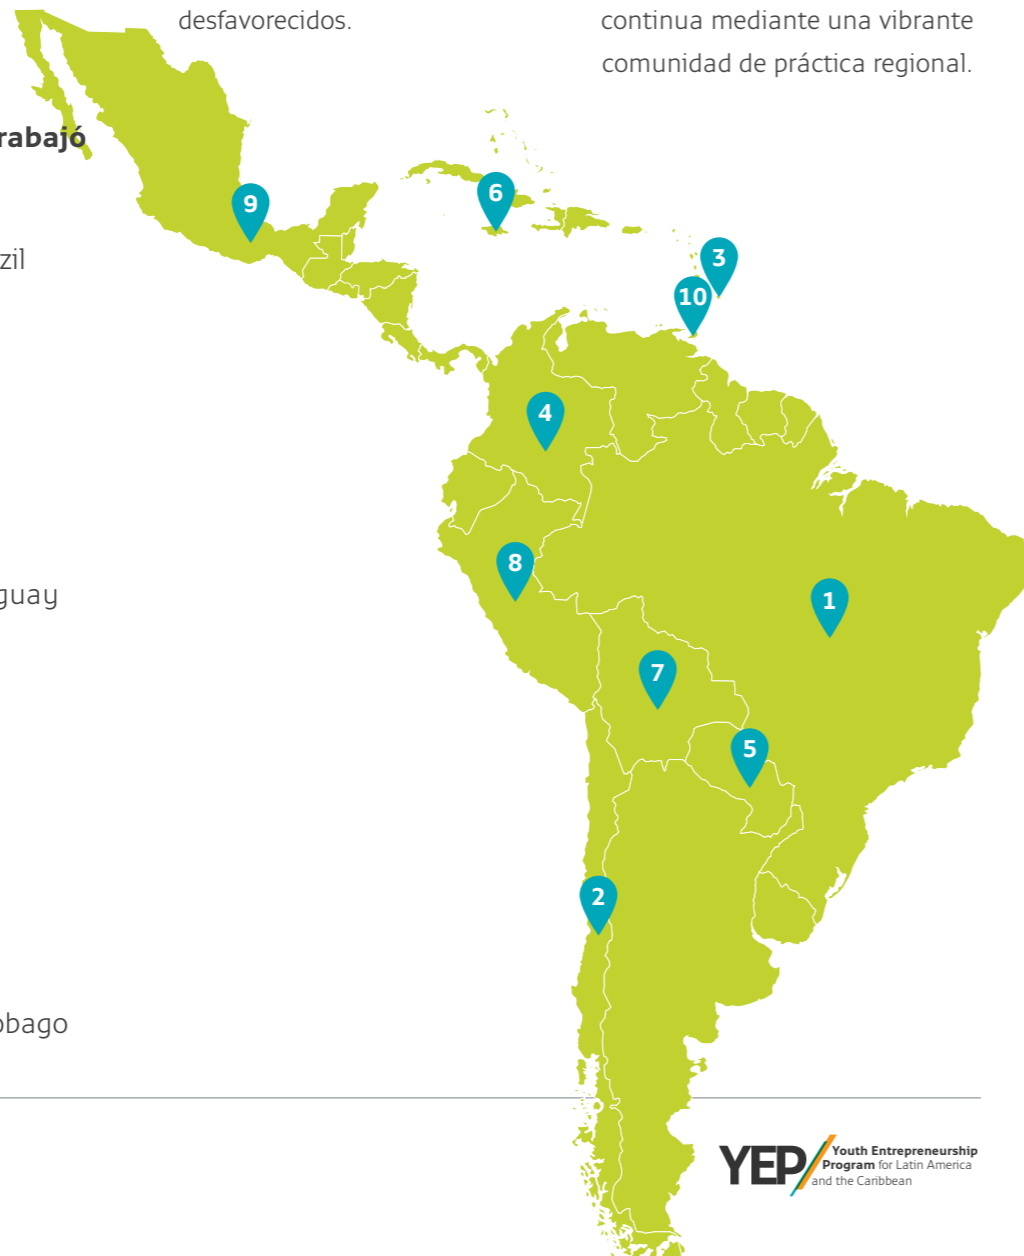 desfavorecidos.
continua mediante una vibrante
comunidad de práctica regional.
rabajó
zil
guay
obago
9
6
3
10
4
8
1
7
5
2
YEP
Youth Entrepreneurship
Program for Latin America
and the Caribbean